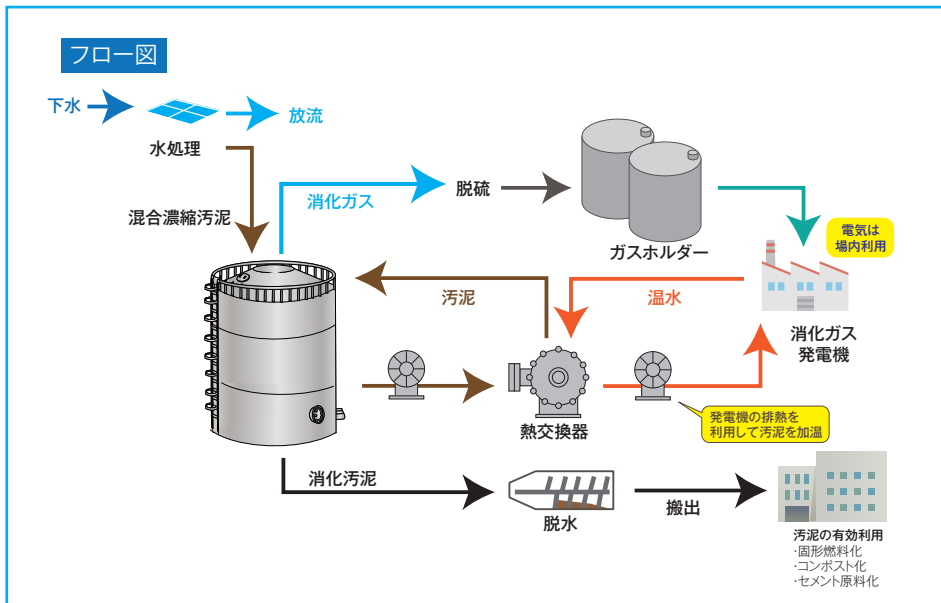 フロー図
下水
放流
水処理
混合濃縮汚泥
消化ガス
脱硫
ガスホルダー
電気は
場内利用
汚泥
温水
消化ガス
発電機
熱交換器
発電機の排熱を
利用して汚泥を加温
消化汚泥
脱水
搬出
汚泥の有効利用
・固形燃料化
・コンポスト化
・セメント原料化